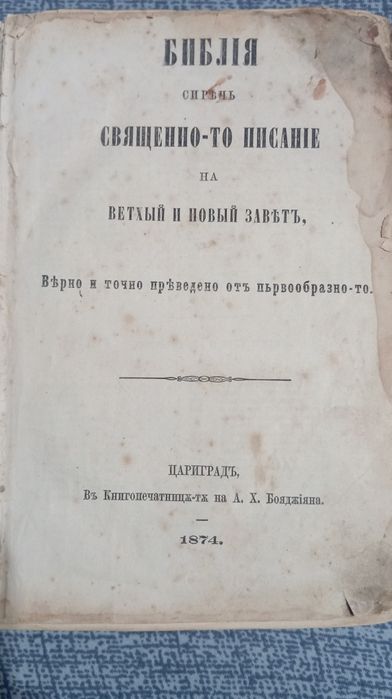 БИБЛІЯ
СИРѢЧЬ
СВЯЩЕННО-ТО ПИСАНІЕ
НА
ВЕТХЫЙ И НОВЫЙ ЗАВѢТЪ,
Вѣрно и точно прѣведено отъ първообразно-то.
ЦАРИГРАДЪ,
Въ Книгопечатницѫ-тѫ на А. Х. Бояджіяна.
1874.